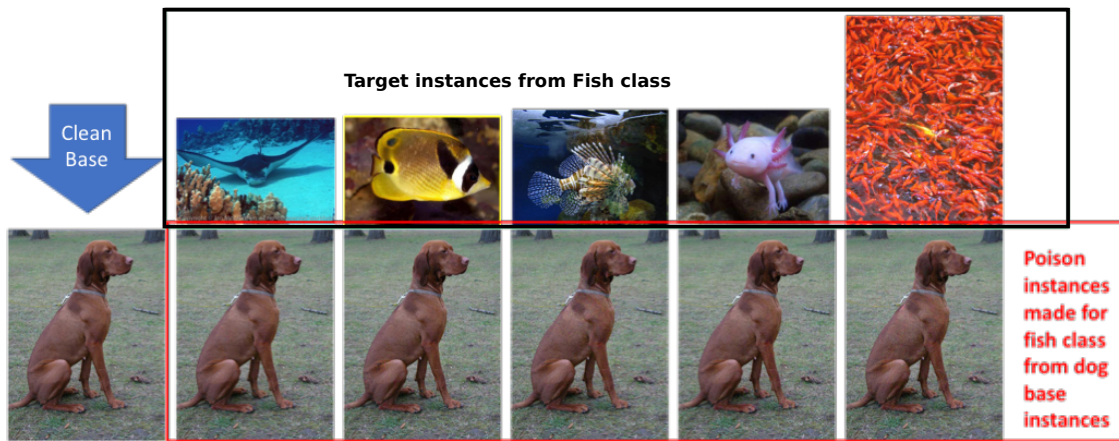 Target instances from Fish class
Clean
Base
Poison
instances
made for
fish class
from dog
base
instances